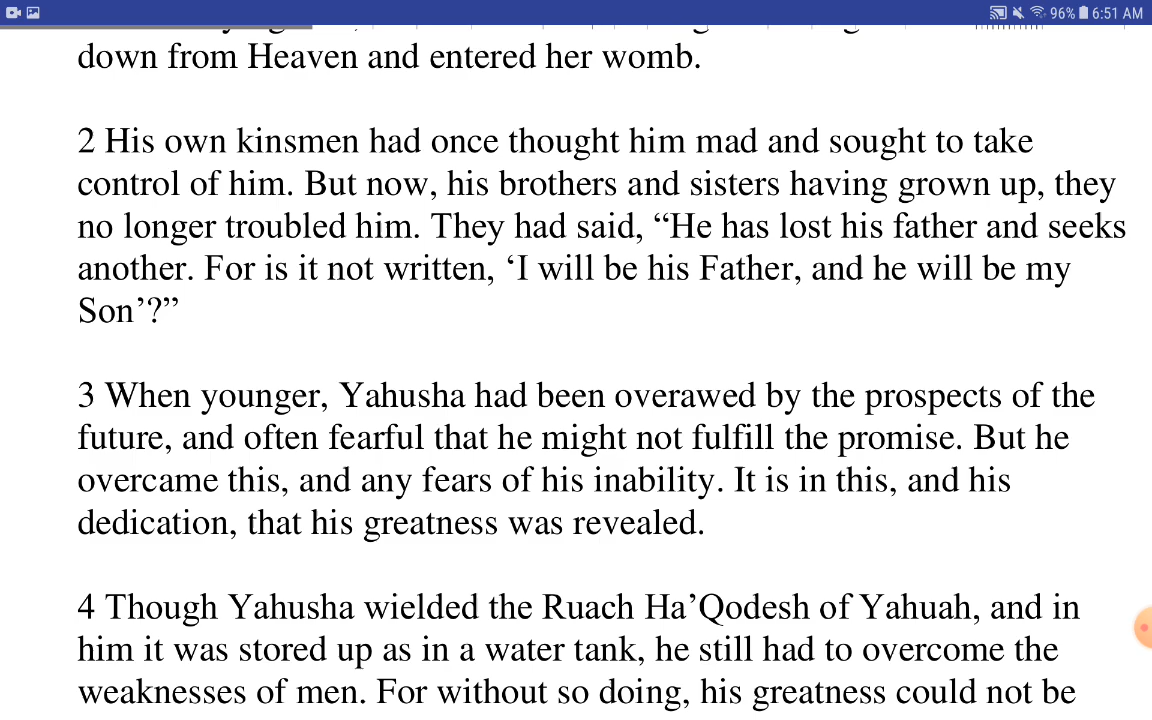 96% 6:51 AM
down from Heaven and entered her womb.
2 His own kinsmen had once thought him mad and sought to take
control of him. But now, his brothers and sisters having grown up, they
no longer troubled him. They had said, “He has lost his father and seeks
another. For is it not written, ‘I will be his Father, and he will be my
Son’?”
3 When younger, Yahusha had been overawed by the prospects of the
future, and often fearful that he might not fulfill the promise. But he
overcame this, and any fears of his inability. It is in this, and his
dedication, that his greatness was revealed.
4 Though Yahusha wielded the Ruach Ha’Qodesh of Yahuah, and in
him it was stored up as in a water tank, he still had to overcome the
weaknesses of men. For without so doing, his greatness could not be